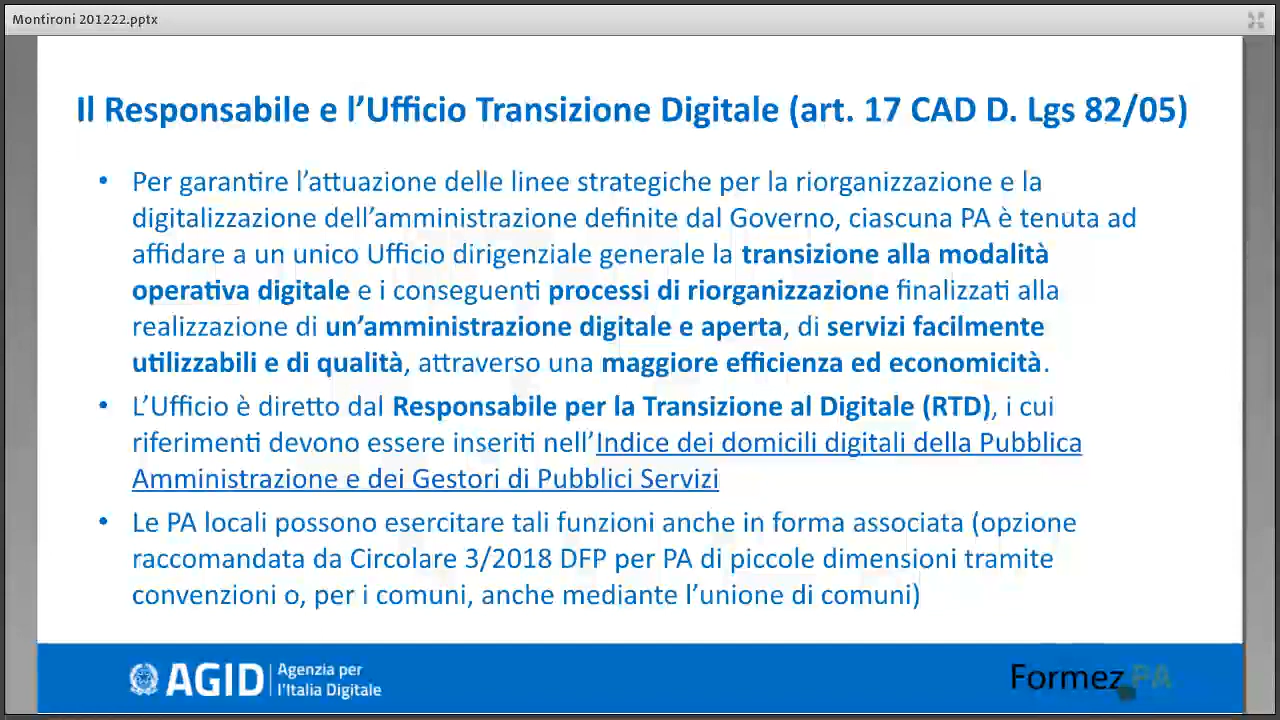 Montironi 201222.pptx
Il Responsabile e l’Ufficio Transizione Digitale (art. 17 CAD D. Lgs 82/05)
• Per garantire l’attuazione delle linee strategiche per la riorganizzazione e la
digitalizzazione dell’amministrazione definite dal Governo, ciascuna PA è tenuta ad
affidare a un unico Ufficio dirigenziale generale la transizione alla modalità
operativa digitale e i conseguenti processi di riorganizzazione finalizzati alla
realizzazione di un’amministrazione digitale e aperta, di servizi facilmente
utilizzabili e di qualità, attraverso una maggiore efficienza ed economicità.
• L’Ufficio è diretto dal Responsabile per la Transizione al Digitale (RTD), i cui
riferimenti devono essere inseriti nell’Indice dei domicili digitali della Pubblica
Amministrazione e dei Gestori di Pubblici Servizi
• Le PA locali possono esercitare tali funzioni anche in forma associata (opzione
raccomandata da Circolare 3/2018 DFP per PA di piccole dimensioni tramite
convenzioni o, per i comuni, anche mediante l’unione di comuni)
AGID Agenzia per
l’Italia Digitale
Formez PA